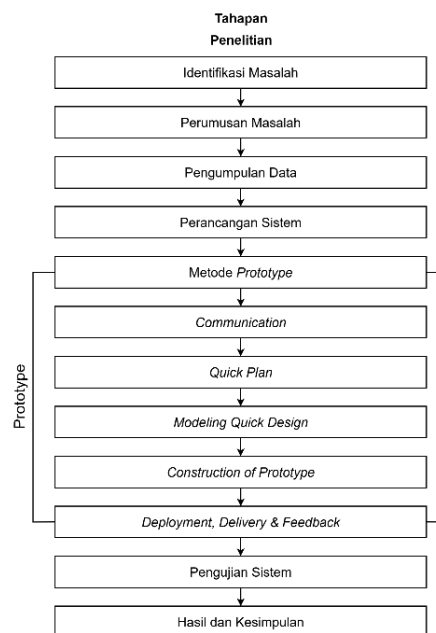 Tahapan
Penelitian
Identifikasi Masalah
Perumusan Masalah
Pengumpulan Data
Perancangan Sistem
Metode Prototype
Communication
Quick Plan
Modeling Quick Design
Construction of Prototype
Deployment, Delivery & Feedback
Prototype
Pengujian Sistem
Hasil dan Kesimpulan